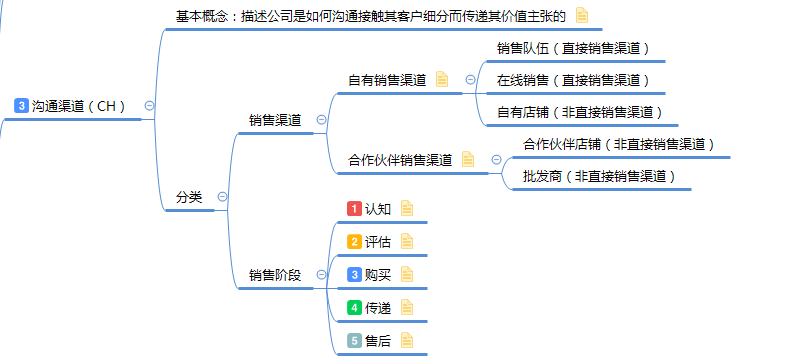 基本概念：描述公司是如何沟通接触其客户细分而传递其价值主张的
3 沟通渠道（CH）
分类
销售渠道
自有销售渠道
销售队伍（直接销售渠道）
在线销售（直接销售渠道）
自有店铺（非直接销售渠道）
合作伙伴销售渠道
合作伙伴店铺（非直接销售渠道）
批发商（非直接销售渠道）
销售阶段
1 认知
2 评估
3 购买
4 传递
5 售后